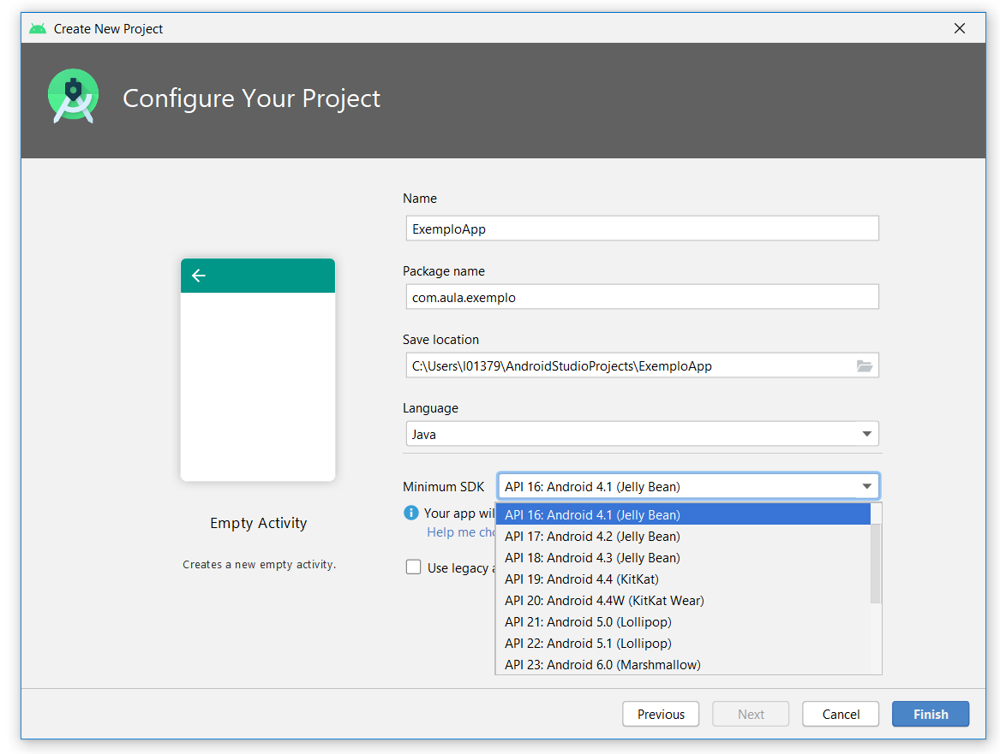 Create New Project
Configure Your Project
Name
ExemploApp
Package name
com.aula.exemplo
Save location
C:\Users\l01379\AndroidStudioProjects\ExemploApp
Language
Java
Minimum SDK
API 16: Android 4.1 (Jelly Bean)
Your app wil
Help me cho
Use legacy a
API 16: Android 4.1 (Jelly Bean)
API 17: Android 4.2 (Jelly Bean)
API 18: Android 4.3 (Jelly Bean)
API 19: Android 4.4 (KitKat)
API 20: Android 4.4W (KitKat Wear)
API 21: Android 5.0 (Lollipop)
API 22: Android 5.1 (Lollipop)
API 23: Android 6.0 (Marshmallow)
Empty Activity
Creates a new empty activity.
Previous
Next
Cancel
Finish